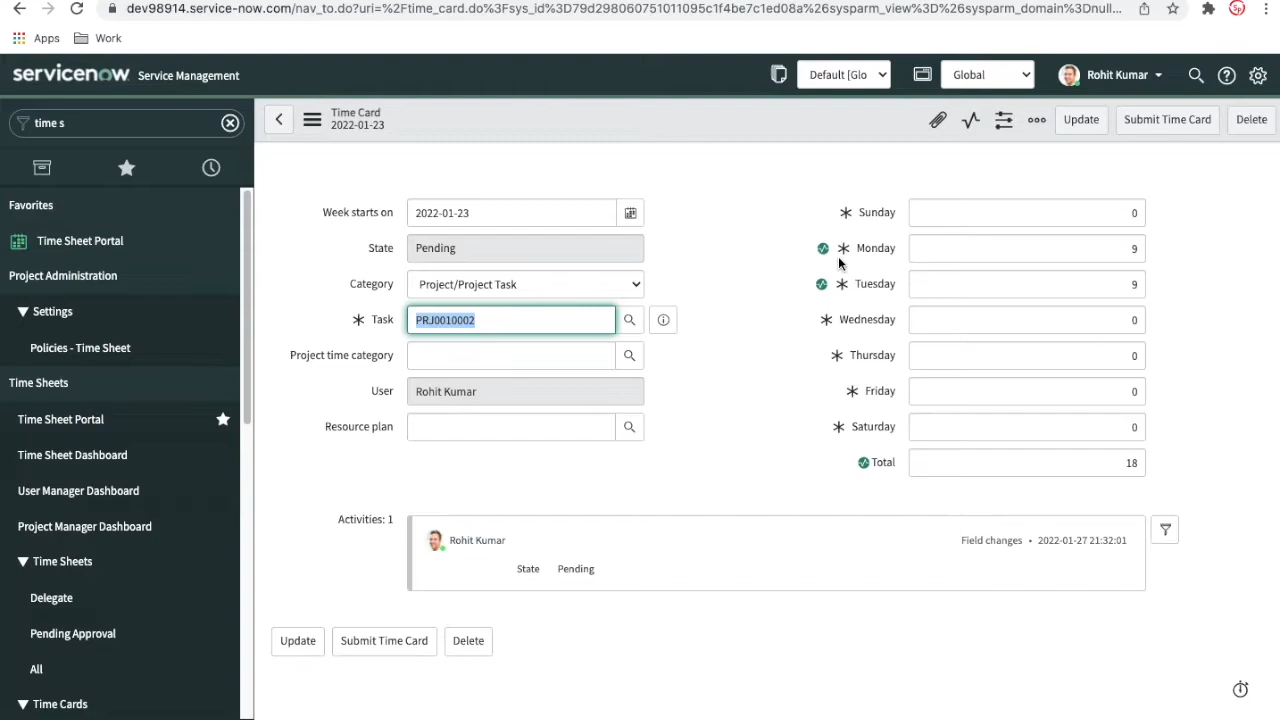 dev98914.service-now.com/nav_to.do?uri=%2Ftime_card.do%3Fsys_id%3D79d298060751011095c1f4be7c1ed08a%26sysparm_view%3D%26sysparm_domain%3Dnull...
Apps Work
servicenow Service Management Default [Glo Global Rohit Kumar
time s
Time Card
2022-01-23
Update Submit Time Card Delete
Favorites
Time Sheet Portal
Project Administration
Settings
Policies - Time Sheet
Time Sheets
Time Sheet Portal
Time Sheet Dashboard
User Manager Dashboard
Project Manager Dashboard
Time Sheets
Delegate
Pending Approval
All
Time Cards
Week starts on 2022-01-23
State Pending
Category Project/Project Task
Task PRJ0010002
Project time category
User Rohit Kumar
Resource plan
Sunday 0
Monday 9
Tuesday 9
Wednesday 0
Thursday 0
Friday 0
Saturday 0
Total 18
Activities: 1
Rohit Kumar Field changes • 2022-01-27 21:32:01
State Pending
Update Submit Time Card Delete